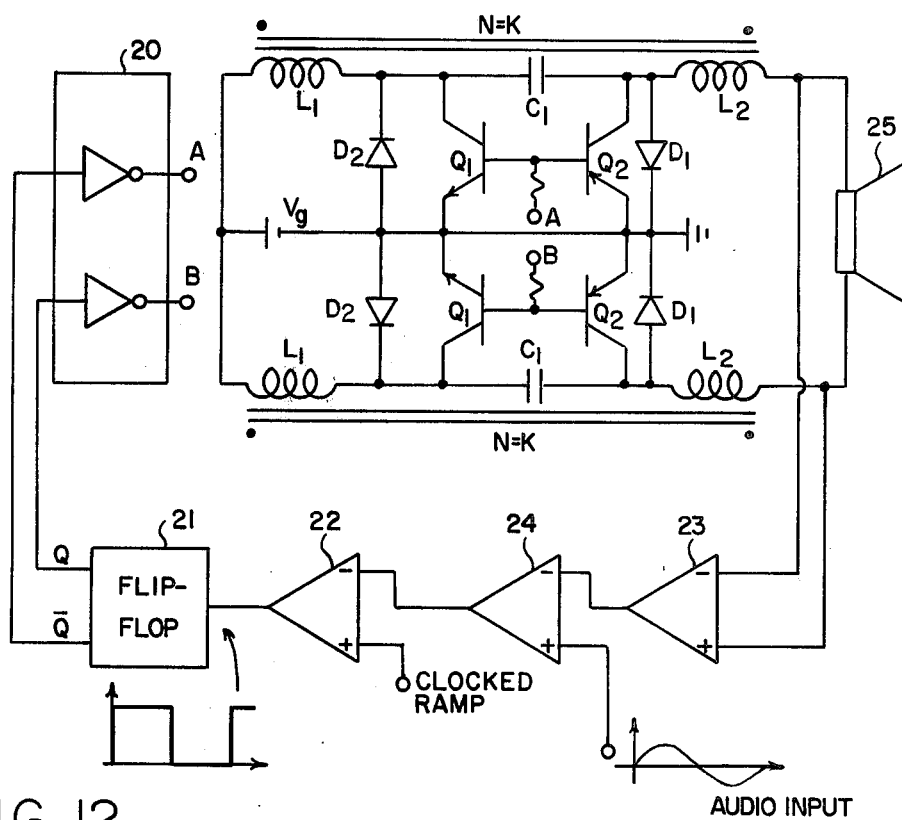 N=K
20
L1
C1
L2
25
A
D2
Q1
Q2
D1
Vg
A
B
B
D2
Q1
Q2
D1
L1
C1
L2
N=K
21
22
24
23
Q
Q̄
FLIP-
FLOP
-
+
-
+
-
+
CLOCKED
RAMP
AUDIO INPUT